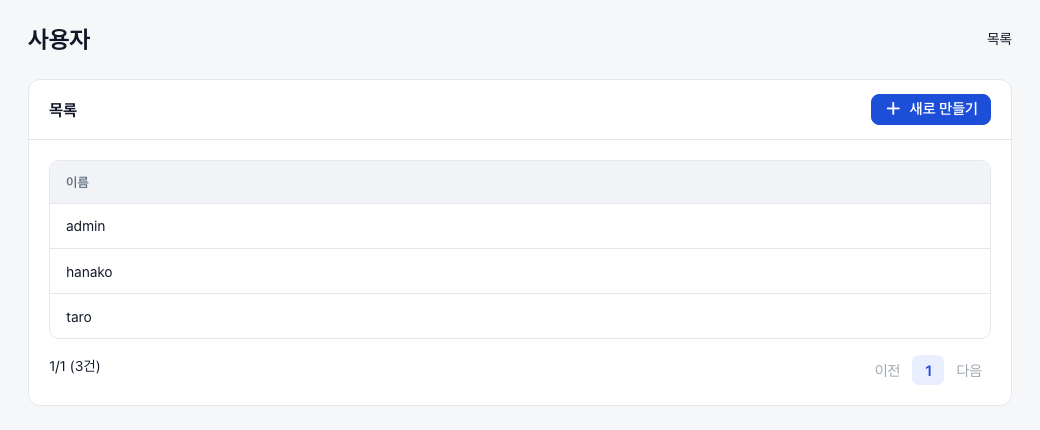 사용자
목록
목록
새로 만들기
이름
admin
hanako
taro
1/1 (3건)
이전 1 다음